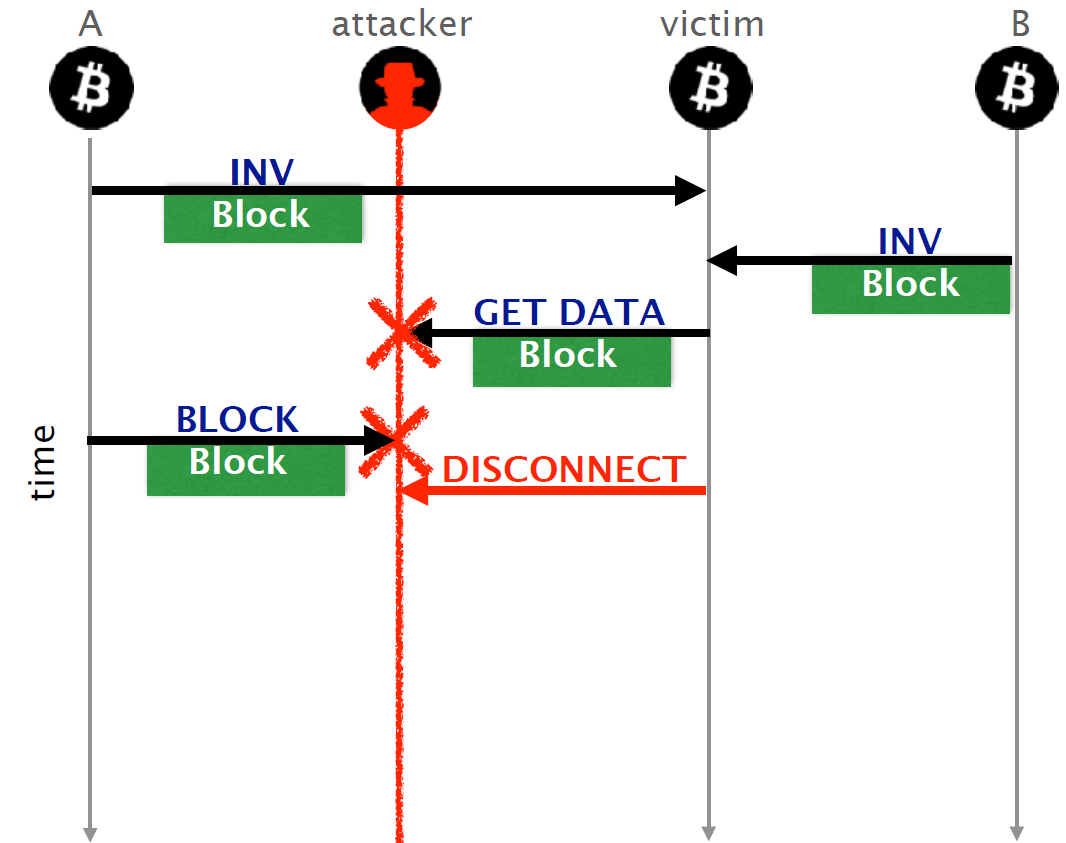 A
attacker
victim
B
INV
Block
INV
Block
GET DATA
Block
BLOCK
Block
DISCONNECT
time